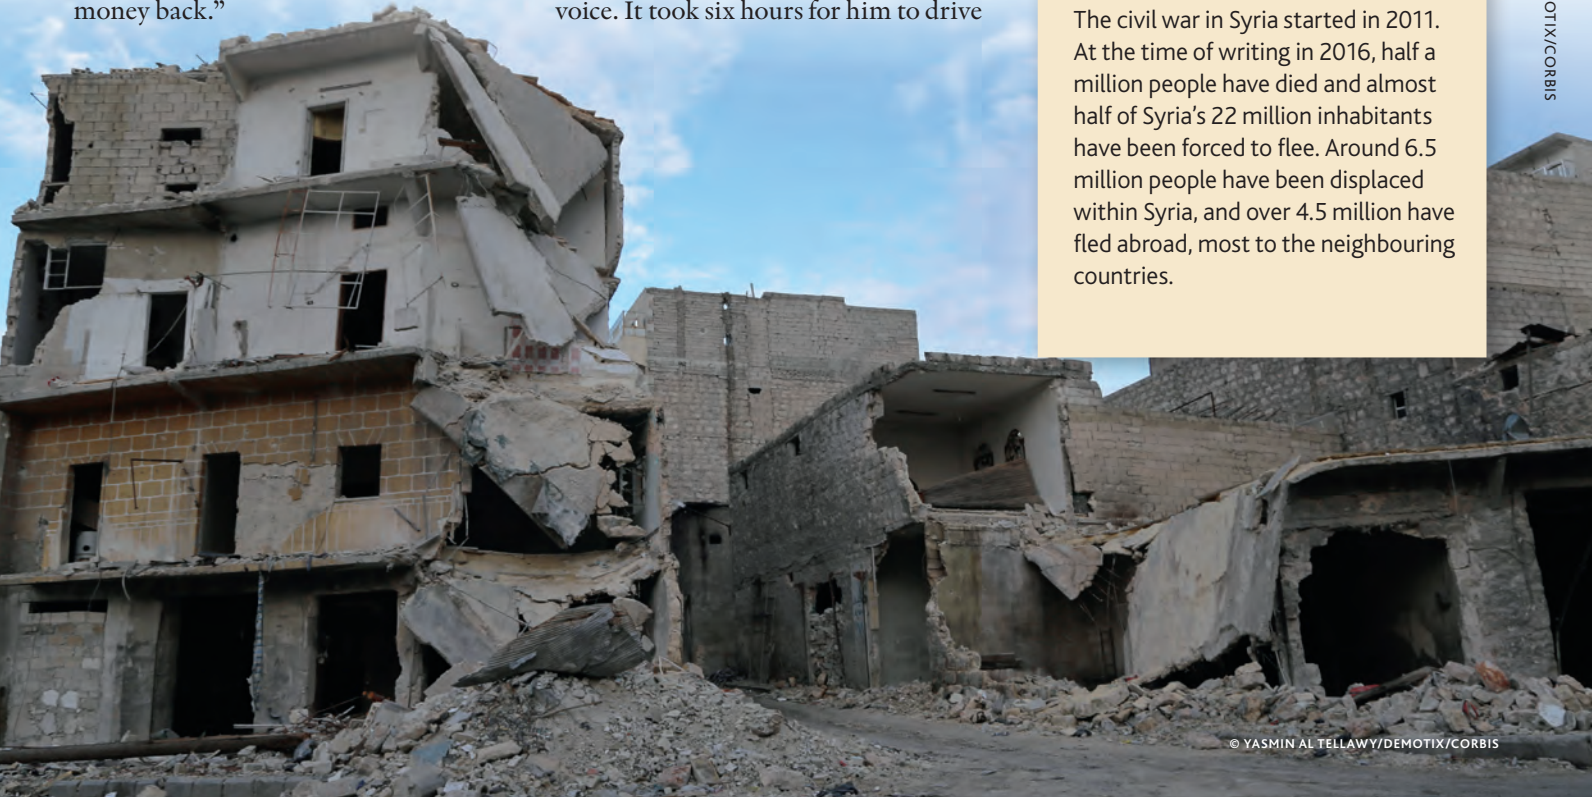 money back.”
voice. It took six hours for him to drive
The civil war in Syria started in 2011.
At the time of writing in 2016, half a
million people have died and almost
half of Syria’s 22 million inhabitants
have been forced to flee. Around 6.5
million people have been displaced
within Syria, and over 4.5 million have
fled abroad, most to the neighbouring
countries.
OTIX/CORBIS
© YASMIN AL TELLAWY/DEMOTIX/CORBIS